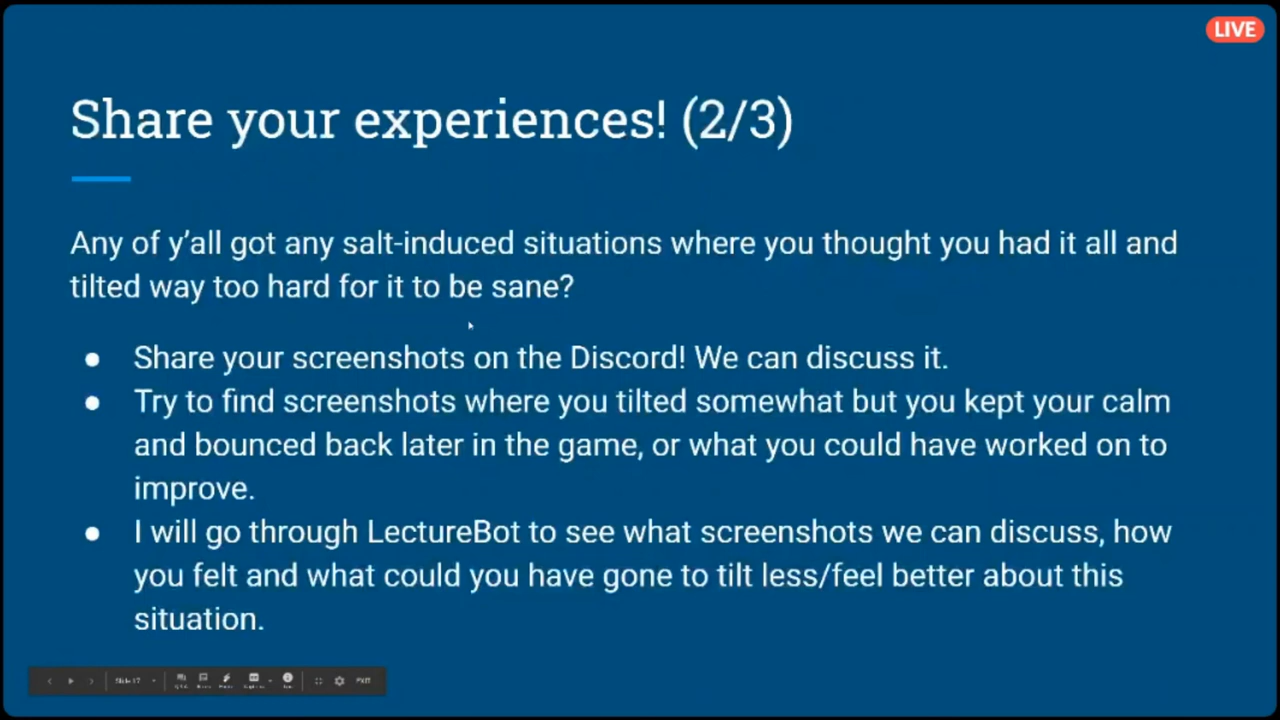 LIVE
Share your experiences! (2/3)
Any of y'all got any salt-induced situations where you thought you had it all and
tilted way too hard for it to be sane?
● Share your screenshots on the Discord! We can discuss it.
● Try to find screenshots where you tilted somewhat but you kept your calm
and bounced back later in the game, or what you could have worked on to
improve.
● I will go through LectureBot to see what screenshots we can discuss, how
you felt and what could you have gone to tilt less/feel better about this
situation.
Slide 17
EXIT